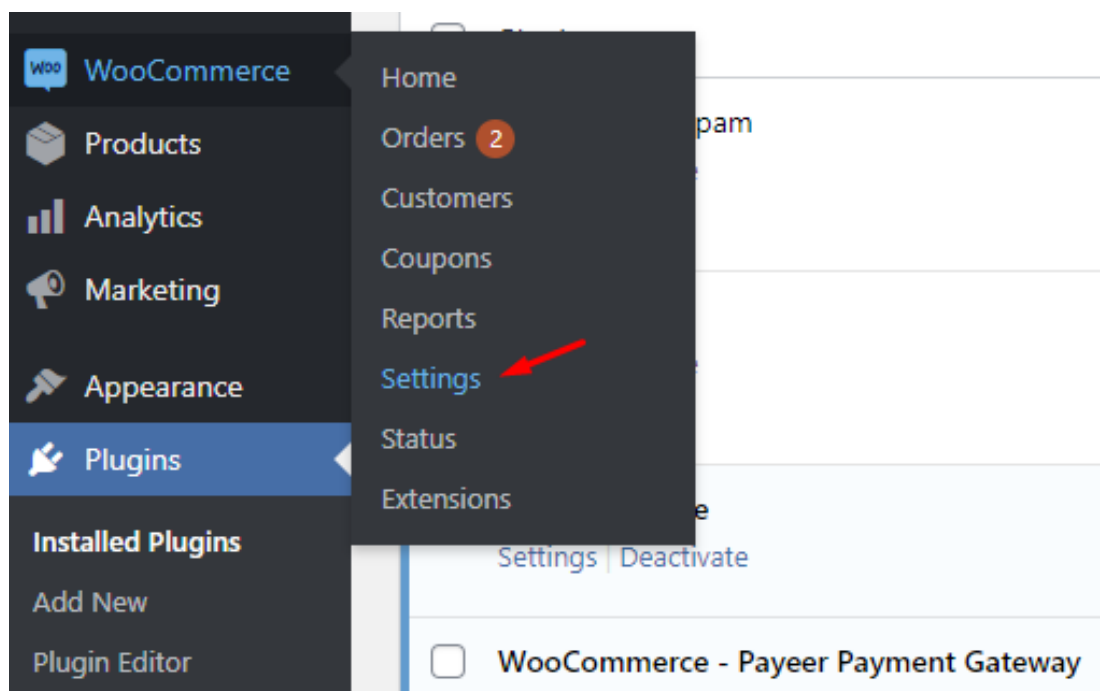 Woo WooCommerce
Products
Analytics
Marketing
Appearance
Plugins
Installed Plugins
Add New
Plugin Editor
Home
Orders 2
Customers
Coupons
Reports
Settings
Status
Extensions
pam
e
Settings | Deactivate
WooCommerce - Payeer Payment Gateway